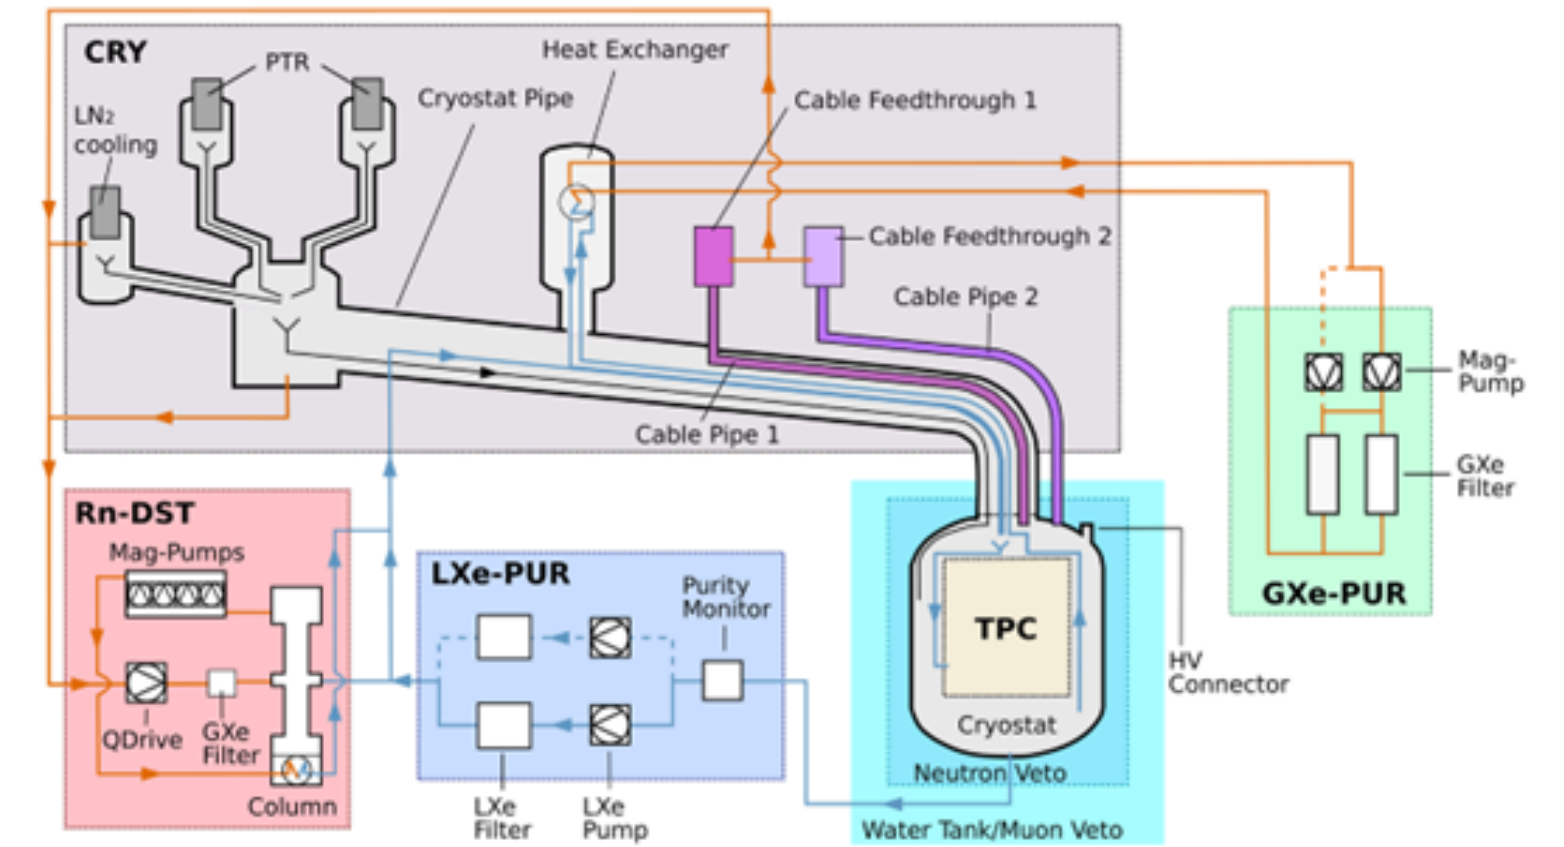 CRY
PTR
Heat Exchanger
Cryostat Pipe
Cable Feedthrough 1
LN2
cooling
Cable Feedthrough 2
Cable Pipe 2
Cable Pipe 1
Mag-
Pump
GXe
Filter
GXe-PUR
Rn-DST
Mag-Pumps
QDrive
GXe
Filter
Column
LXe-PUR
Purity
Monitor
LXe
Filter
LXe
Pump
TPC
Cryostat
Neutron Veto
Water Tank/Muon Veto
HV
Connector